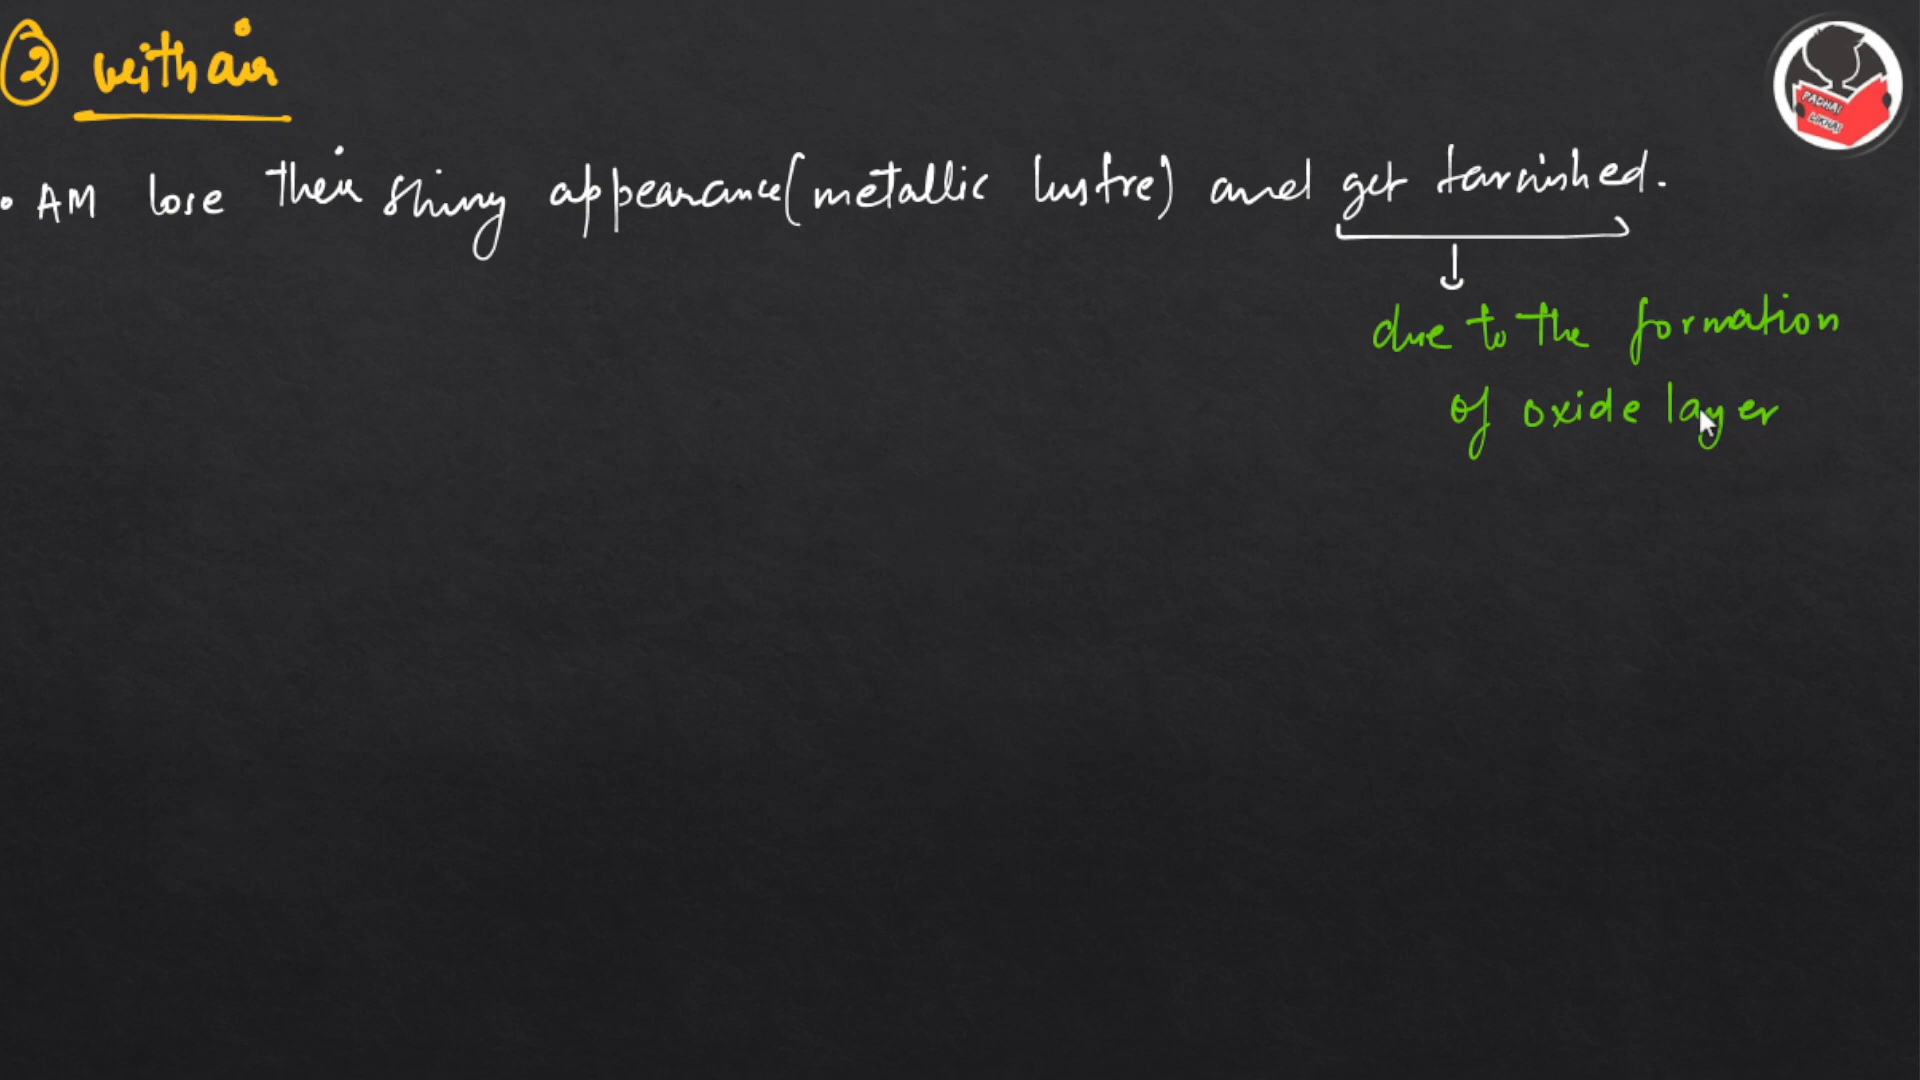 2 with air
• AM lose their shiny appearance (metallic lustre) and get tarnished.
due to the formation
of oxide layer
PADHAI
LIKHAI